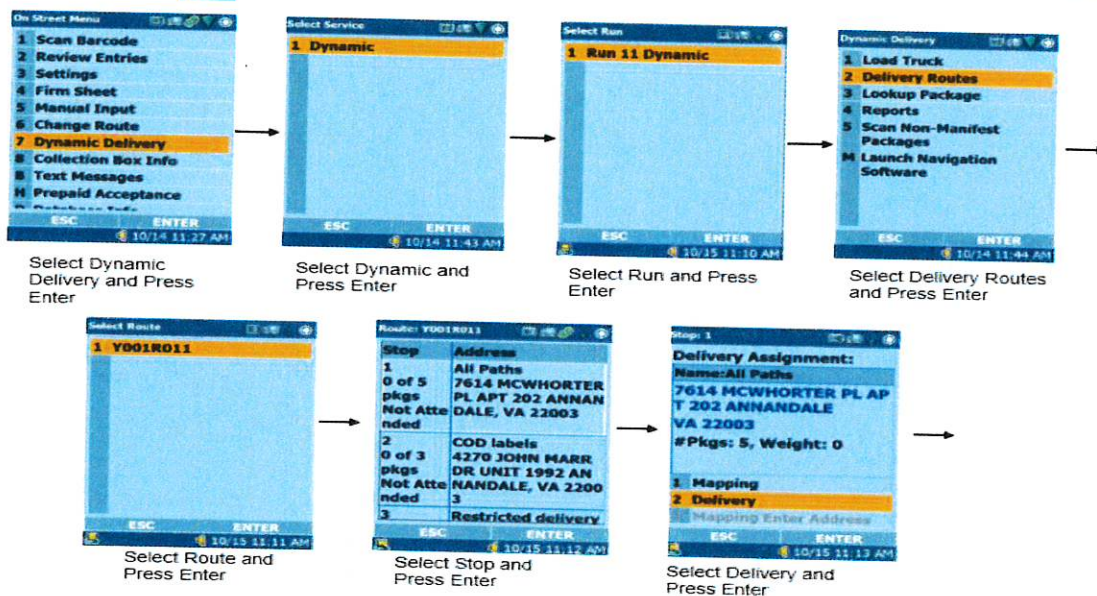 On Street Menu
1 Scan Barcode
2 Review Entries
3 Settings
4 Firm Sheet
5 Manual Input
6 Change Route
7 Dynamic Delivery
8 Collection Box Info
B Text Messages
H Prepaid Acceptance
ESC ENTER
10/14 11:27 AM
Select Dynamic
Delivery and Press
Enter
Select Service
1 Dynamic
ESC ENTER
10/14 11:43 AM
Select Dynamic and
Press Enter
Select Run
1 Run 11 Dynamic
ESC ENTER
10/15 11:10 AM
Select Run and Press
Enter
Dynamic Delivery
1 Load Truck
2 Delivery Routes
3 Lookup Package
4 Reports
5 Scan Non-Manifest
Packages
M Launch Navigation
Software
ESC ENTER
10/14 11:44 AM
Select Delivery Routes
and Press Enter
Select Route
1 Y001R011
ESC ENTER
10/15 11:11 AM
Select Route and
Press Enter
Route: Y001R011
Stop Address
1 All Paths
0 of 5 7614 MCWHORTER
pkgs PL APT 202 ANNAN
Not Atte DALE, VA 22003
nded
2 COD labels
0 of 3 4270 JOHN MARR
pkgs DR UNIT 1992 AN
Not Atte NANDALE, VA 2200
nded 3
3 Restricted delivery
ESC ENTER
10/15 11:12 AM
Select Stop and
Press Enter
Stop: 1
Delivery Assignment:
Name:All Paths
7614 MCWHORTER PL AP
T 202 ANNANDALE
VA 22003
#Pkgs: 5, Weight: 0
1 Mapping
2 Delivery
Mapping Enter Address
ESC ENTER
10/15 11:13 AM
Select Delivery and
Press Enter